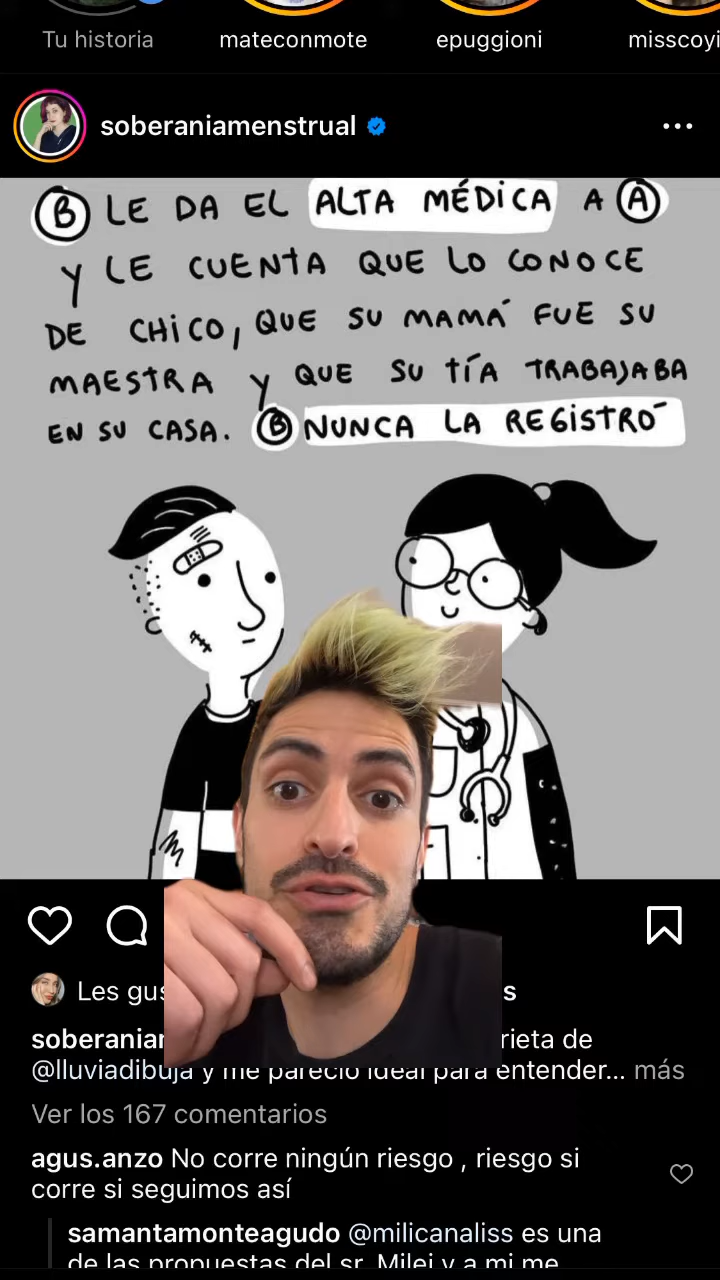 Tu historia mateconmote epuggioni misscoyi
soberaniamenstrual
B LE DA EL ALTA MÉDICA A A
Y LE CUENTA QUE LO CONOCE
DE CHICO, QUE SU MAMÁ FUE SU
MAESTRA Y QUE SU TÍA TRABAJABA
EN SU CASA. B NUNCA LA REGISTRÓ
Les gus s
soberania rieta de
@lluviadibuja y me pareció ideal para entender... más
Ver los 167 comentarios
agus.anzo No corre ningún riesgo , riesgo si
corre si seguimos así
samantamonteagudo @milicanaliss es una
de las propuestas del sr. Milei y a mi me